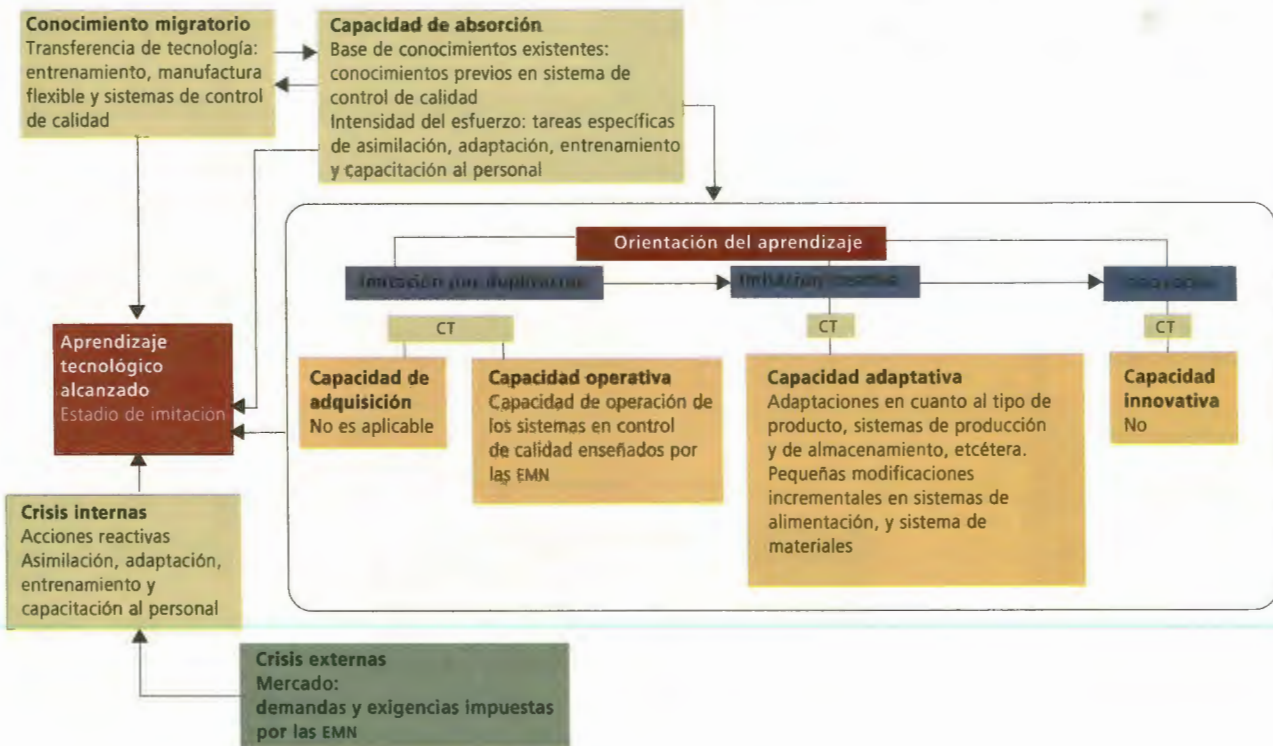 Conocimiento migratorio
Transferencia de tecnología:
entrenamiento, manufactura
flexible y sistemas de control
de calidad
Capacidad de absorción
Base de conocimientos existentes:
conocimientos previos en sistema de
control de calidad
Intensidad del esfuerzo: tareas específicas
de asimilación, adaptación, entrenamiento
y capacitación al personal
Orientación del aprendizaje
Imitación por duplicación
Imitación creativa
CT
CT
CT
Aprendizaje
tecnológico
alcanzado
Estadio de imitación
Capacidad de
adquisición
No es aplicable
Capacidad operativa
Capacidad de operación de
los sistemas en control
de calidad enseñados por
las EMN
Capacidad adaptativa
Adaptaciones en cuanto al tipo de
producto, sistemas de producción
y de almacenamiento, etcétera.
Pequeñas modificaciones
incrementales en sistemas de
alimentación, y sistema de
materiales
Capacidad
innovativa
No
Crisis internas
Acciones reactivas
Asimilación, adaptación,
entrenamiento y
capacitación al personal
Crisis externas
Mercado:
demandas y exigencias impuestas
por las EMN